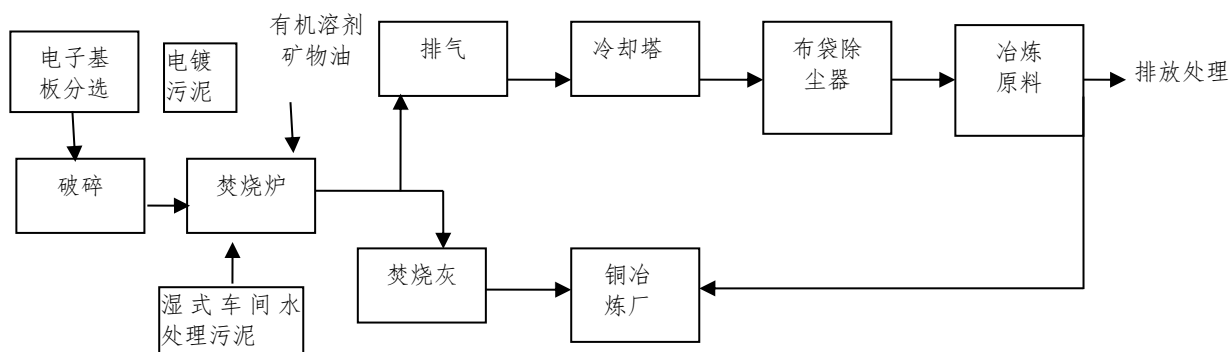 电子基
板分选
电镀
污泥
有机溶剂
矿物油
排气
冷却塔
布袋除
尘器
冶炼
原料
排放处理
破碎
焚烧炉
焚烧灰
铜冶
炼厂
湿式车间水
处理污泥